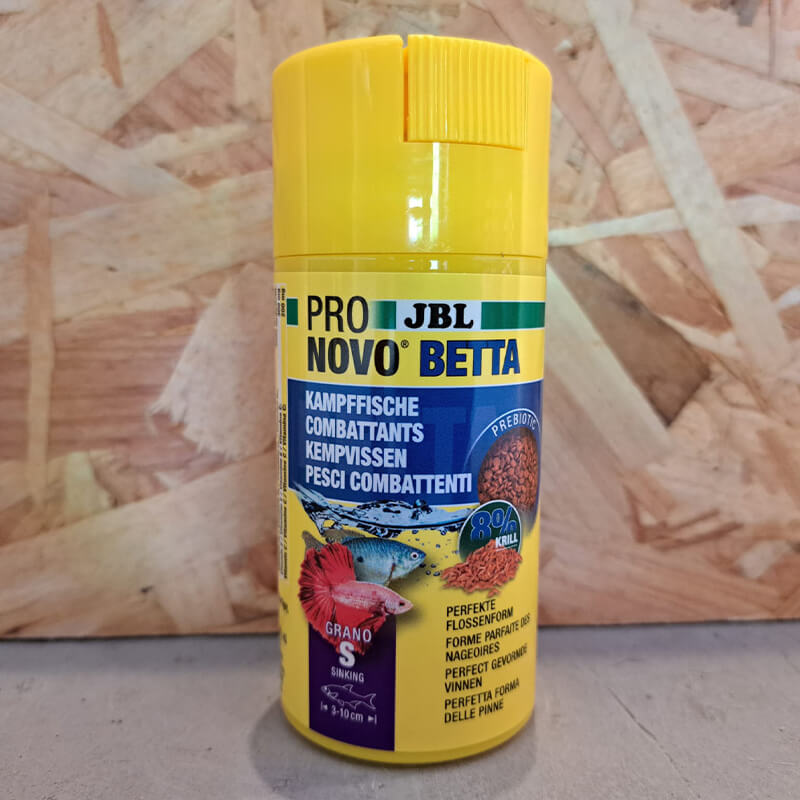 PRO JBL
NOVO® BETTA
KAMPFFISCHE
COMBATTANTS
KEMPVISSEN
PESCI COMBATTENTI
PREBIOTIC
8%
KRILL
GRANO
S
SINKING
3-10 cm
PERFEKTE
FLOSSENFORM
FORME PARFAITE DES
NAGEOIRES
PERFECT GEVORMDE
VINNEN
PERFETTA FORMA
DELLE PINNE